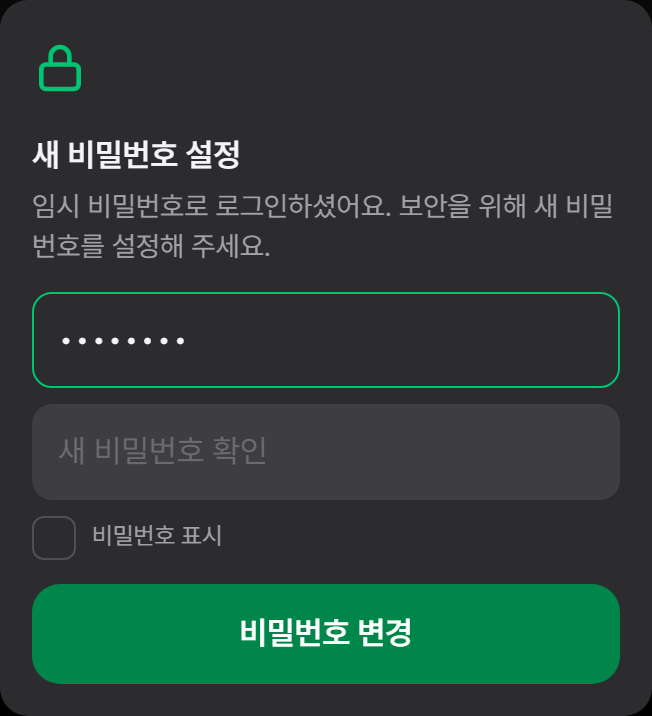 새 비밀번호 설정
임시 비밀번호로 로그인하셨어요. 보안을 위해 새 비밀
번호를 설정해 주세요.
••••••••
새 비밀번호 확인
비밀번호 표시
비밀번호 변경